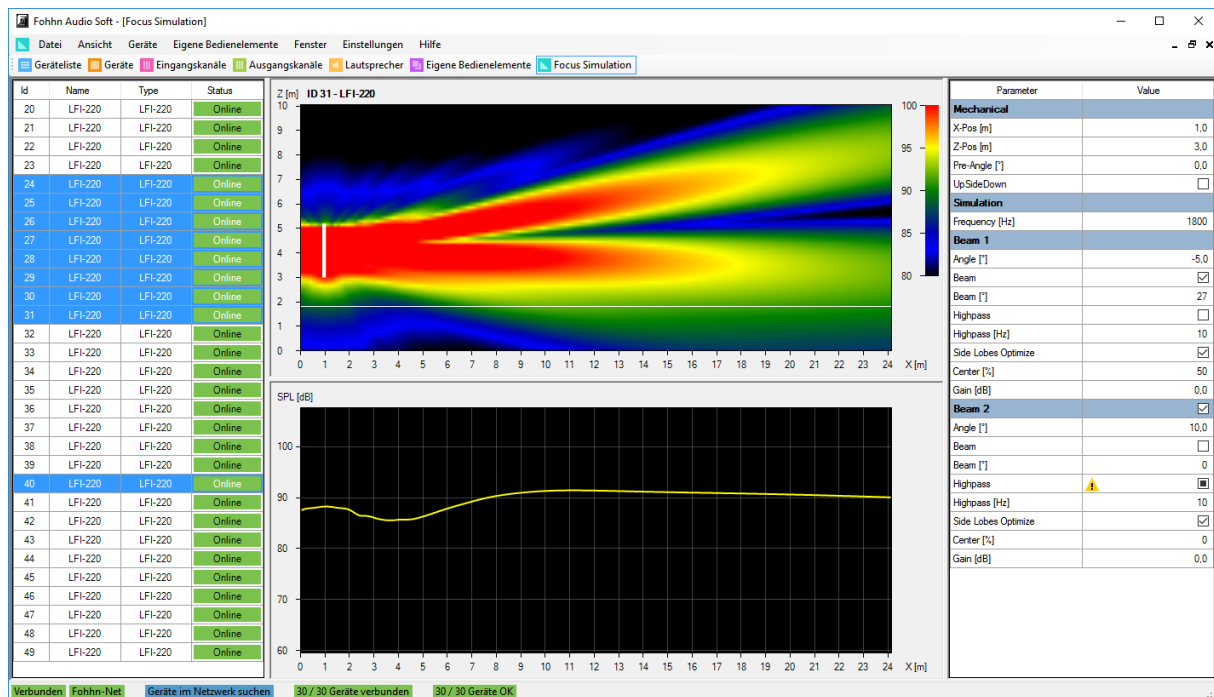 Fohhn Audio Soft - [Focus Simulation]
Datei Ansicht Geräte Eigene Bedienelemente Fenster Einstellungen Hilfe
Geräteliste Geräte Eingangskanäle Ausgangskanäle Lautsprecher Eigene Bedienelemente Focus Simulation
Id Name Type Status
20 LFI-220 LFI-220 Online
21 LFI-220 LFI-220 Online
22 LFI-220 LFI-220 Online
23 LFI-220 LFI-220 Online
24 LFI-220 LFI-220 Online
25 LFI-220 LFI-220 Online
26 LFI-220 LFI-220 Online
27 LFI-220 LFI-220 Online
28 LFI-220 LFI-220 Online
29 LFI-220 LFI-220 Online
30 LFI-220 LFI-220 Online
31 LFI-220 LFI-220 Online
32 LFI-220 LFI-220 Online
33 LFI-220 LFI-220 Online
34 LFI-220 LFI-220 Online
35 LFI-220 LFI-220 Online
36 LFI-220 LFI-220 Online
37 LFI-220 LFI-220 Online
38 LFI-220 LFI-220 Online
39 LFI-220 LFI-220 Online
40 LFI-220 LFI-220 Online
41 LFI-220 LFI-220 Online
42 LFI-220 LFI-220 Online
43 LFI-220 LFI-220 Online
44 LFI-220 LFI-220 Online
45 LFI-220 LFI-220 Online
46 LFI-220 LFI-220 Online
47 LFI-220 LFI-220 Online
48 LFI-220 LFI-220 Online
49 LFI-220 LFI-220 Online
Z [m] ID 31 - LFI-220
10
9
8
7
6
5
4
3
2
1
0
0 1 2 3 4 5 6 7 8 9 10 11 12 13 14 15 16 17 18 19 20 21 22 23 24 X [m]
100
95
90
85
80
SPL [dB]
100
90
80
70
60
0 1 2 3 4 5 6 7 8 9 10 11 12 13 14 15 16 17 18 19 20 21 22 23 24 X [m]
Parameter Value
Mechanical
X-Pos [m] 1,0
Z-Pos [m] 3,0
Pre-Angle [°] 0,0
UpSideDown
Simulation
Frequency [Hz] 1800
Beam 1
Angle [°] -5,0
Beam
Beam [°] 27
Highpass
Highpass [Hz] 10
Side Lobes Optimize
Center [%] 50
Gain [dB] 0,0
Beam 2
Angle [°] 10,0
Beam
Beam [°] 0
Highpass
Highpass [Hz] 10
Side Lobes Optimize
Center [%] 0
Gain [dB] 0,0
Verbunden Fohhn-Net Geräte im Netzwerk suchen 30 / 30 Geräte verbunden 30 / 30 Geräte OK